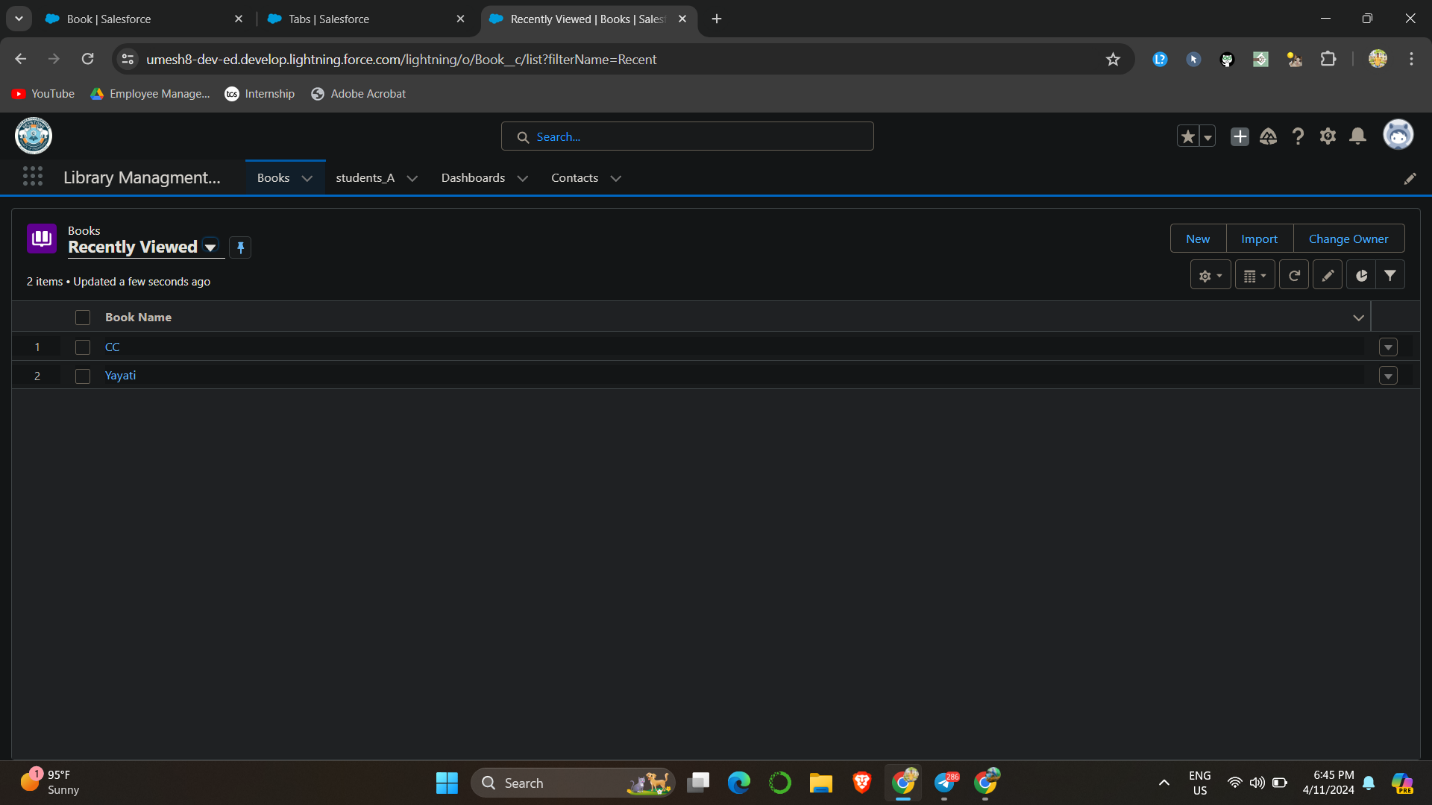 Book | Salesforce
Tabs | Salesforce
Recently Viewed | Books | Salesf
umesh8-dev-ed.develop.lightning.force.com/lightning/o/Book__c/list?filterName=Recent
YouTube
Employee Manage...
Internship
Adobe Acrobat
Search...
Library Managment...
Books
students_A
Dashboards
Contacts
Books
Recently Viewed
New
Import
Change Owner
2 items • Updated a few seconds ago
Book Name
1
CC
2
Yayati
1
95°F
Sunny
Search
286
PRE
ENG
US
6:45 PM
4/11/2024